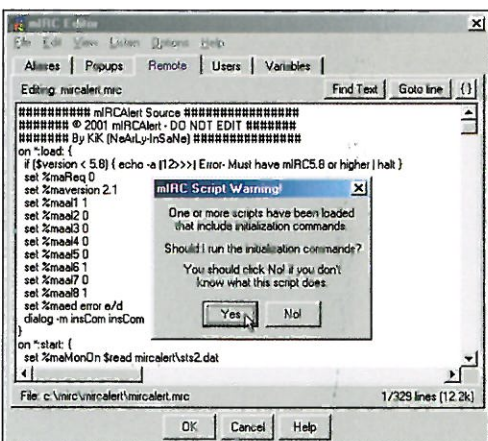 mIRC Editor
File Edit View Listen Options Help
Aliases Popups Remote Users Variables
Editing: mircalert.mrc Find Text Goto line {}
########## mIRCAlert Source ################
####### © 2001 mIRCAlert - DO NOT EDIT #######
####### By KiK (NeArLy-InSaNe) ###############
on *:load: {
if ($version < 5.8) { echo -a (12>>>) Error- Must have mIRC5.8 or higher | halt }
set %maReq 0
set %maversion 2.1
set %maal1 1
set %maal2 0
set %maal3 0
set %maal4 0
set %maal5 0
set %maal6 1
set %maal7 0
set %maal8 1
set %maed error e/d
dialog -m insCom insCom
}
on *:start: {
set %maMonOn $read mircalert\sts2.dat
File: c:\mirc\mircalert\mircalert.mrc 1/329 lines (12.2k)
OK Cancel Help
mIRC Script Warning!
One or more scripts have been loaded
that include initialization commands.
Should I run the initialization commands?
You should click No! if you don't
know what this script does.
Yes No!